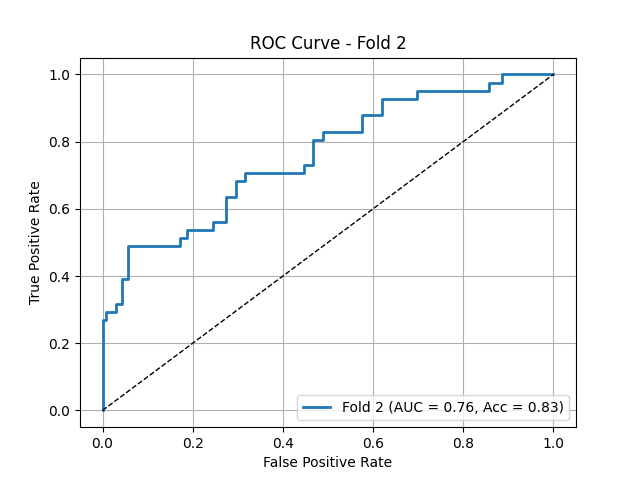 ROC Curve - Fold 2
1.0
0.8
0.6
0.4
0.2
0.0
True Positive Rate
Fold 2 (AUC = 0.76, Acc = 0.83)
0.0 0.2 0.4 0.6 0.8 1.0
False Positive Rate